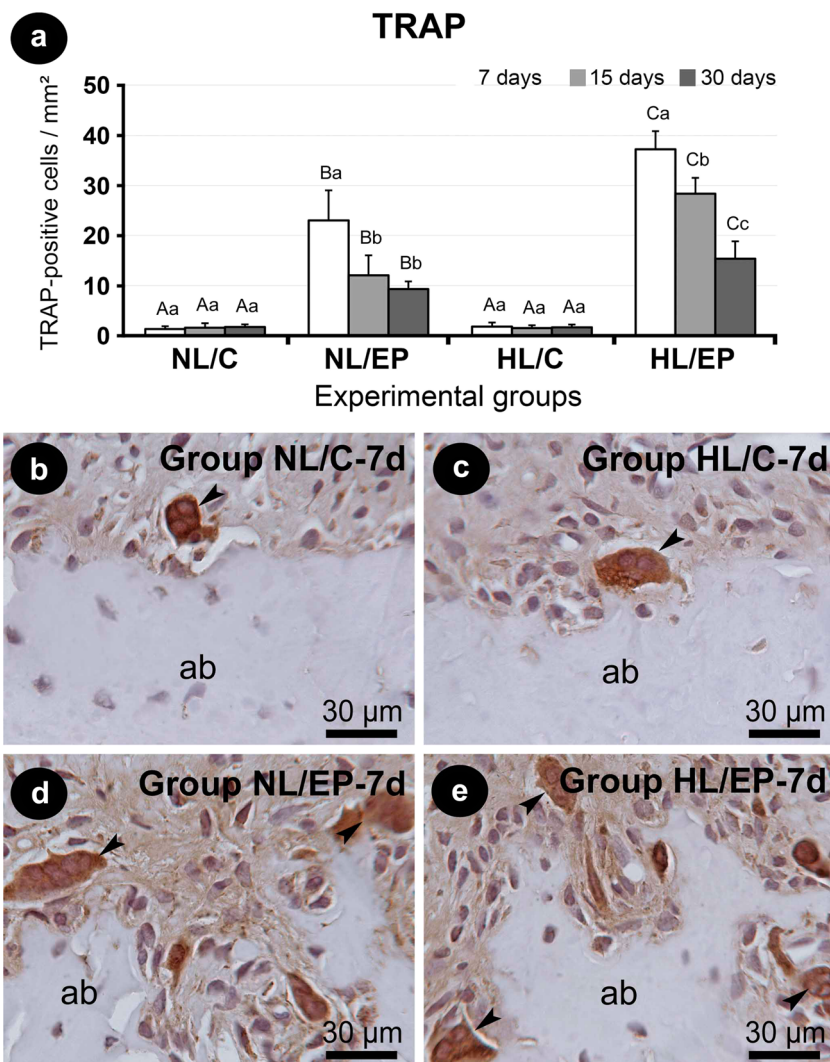 a
TRAP
7 days 15 days 30 days
TRAP-positive cells / mm²
50
40
30
20
10
0
Aa Aa Aa
Ba Bb Bb
Aa Aa Aa
Ca Cb Cc
NL/C NL/EP HL/C HL/EP
Experimental groups
b Group NL/C-7d
ab
30 µm
c Group HL/C-7d
ab
30 µm
d Group NL/EP-7d
ab
30 µm
e Group HL/EP-7d
ab
30 µm